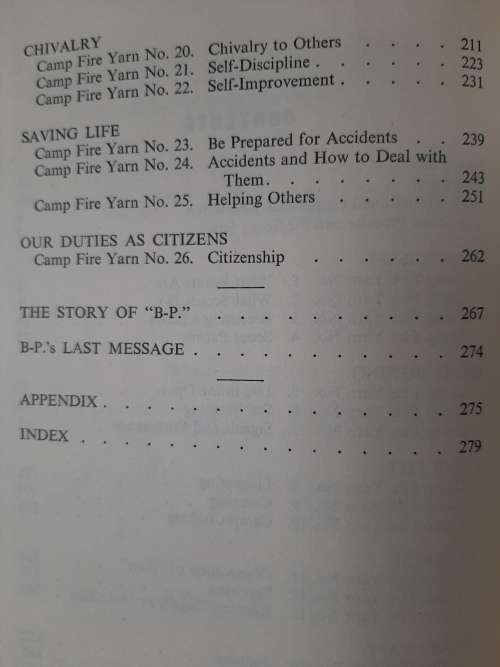 CHIVALRY
Camp Fire Yarn No. 20. Chivalry to Others . . . . 211
Camp Fire Yarn No. 21. Self-Discipline . . . . . 223
Camp Fire Yarn No. 22. Self-Improvement . . . . 231
SAVING LIFE
Camp Fire Yarn No. 23. Be Prepared for Accidents . . 239
Camp Fire Yarn No. 24. Accidents and How to Deal with
Them . . . . . . . 243
Camp Fire Yarn No. 25. Helping Others . . . . . 251
OUR DUTIES AS CITIZENS
Camp Fire Yarn No. 26. Citizenship . . . . . . 262
THE STORY OF "B-P." . . . . . . . . . . 267
B-P.'s LAST MESSAGE . . . . . . . . . . . 274
APPENDIX . . . . . . . . . . . . . . . 275
INDEX . . . . . . . . . . . . . . . . 279